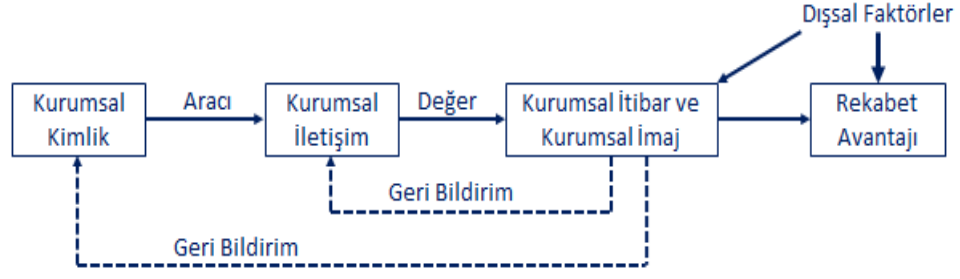 Dışsal Faktörler
Kurumsal
Kimlik
Aracı
Kurumsal
İletişim
Değer
Kurumsal İtibar ve
Kurumsal İmaj
Rekabet
Avantajı
Geri Bildirim
Geri Bildirim